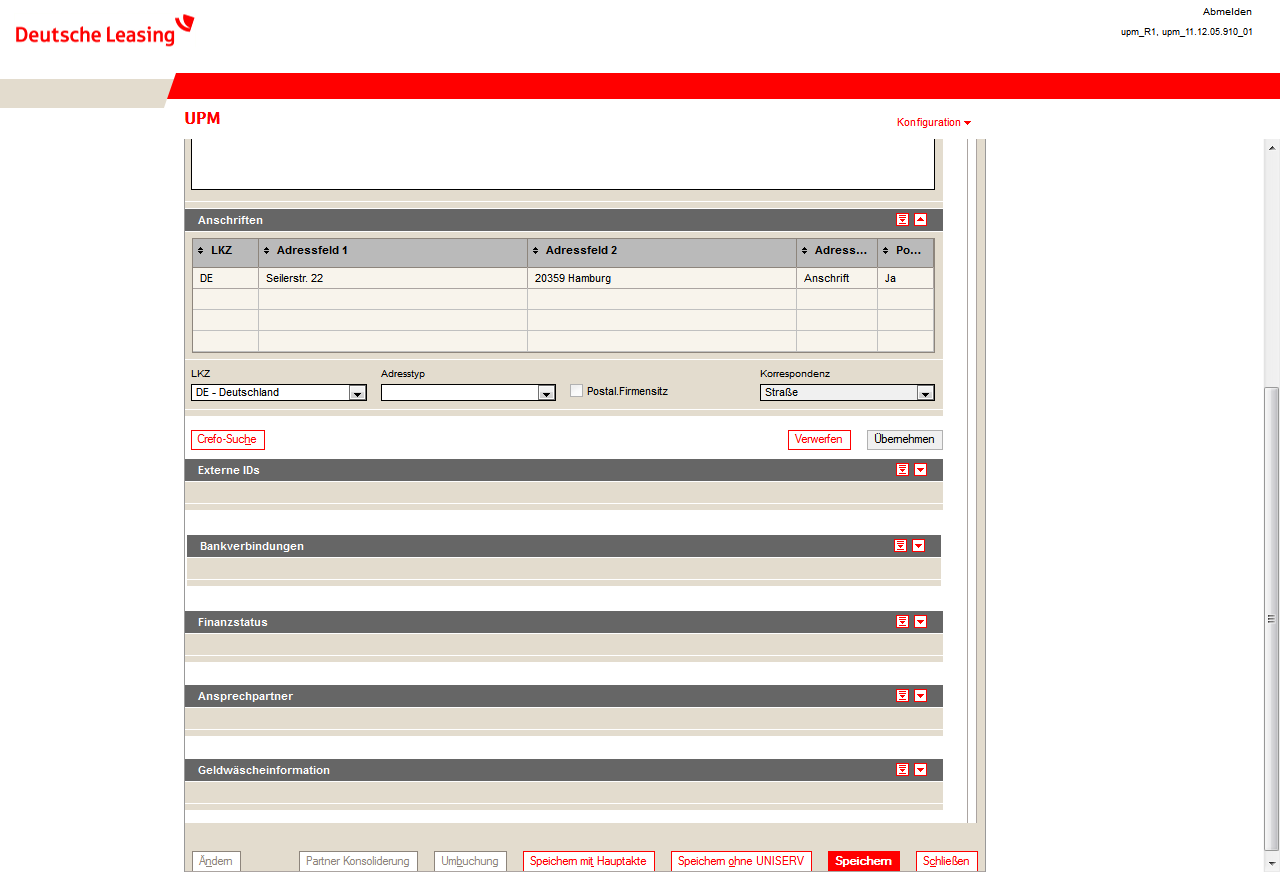 Deutsche Leasing
Abmelden
upm_R1, upm_11.12.05.910_01
UPM
Konfiguration
Anschriften
LKZ Adressfeld 1 Adressfeld 2 Adress... Po...
DE Seilerstr. 22 20359 Hamburg Anschrift Ja
LKZ Adresstyp Korrespondenz
DE - Deutschland Postal.Firmensitz Straße
Crefo-Suche Verwerfen Übernehmen
Externe IDs
Bankverbindungen
Finanzstatus
Ansprechpartner
Geldwäscheinformation
Ändern Partner Konsoliderung Umbuchung Speichern mit Hauptakte Speichern ohne UNISERV Speichern Schließen